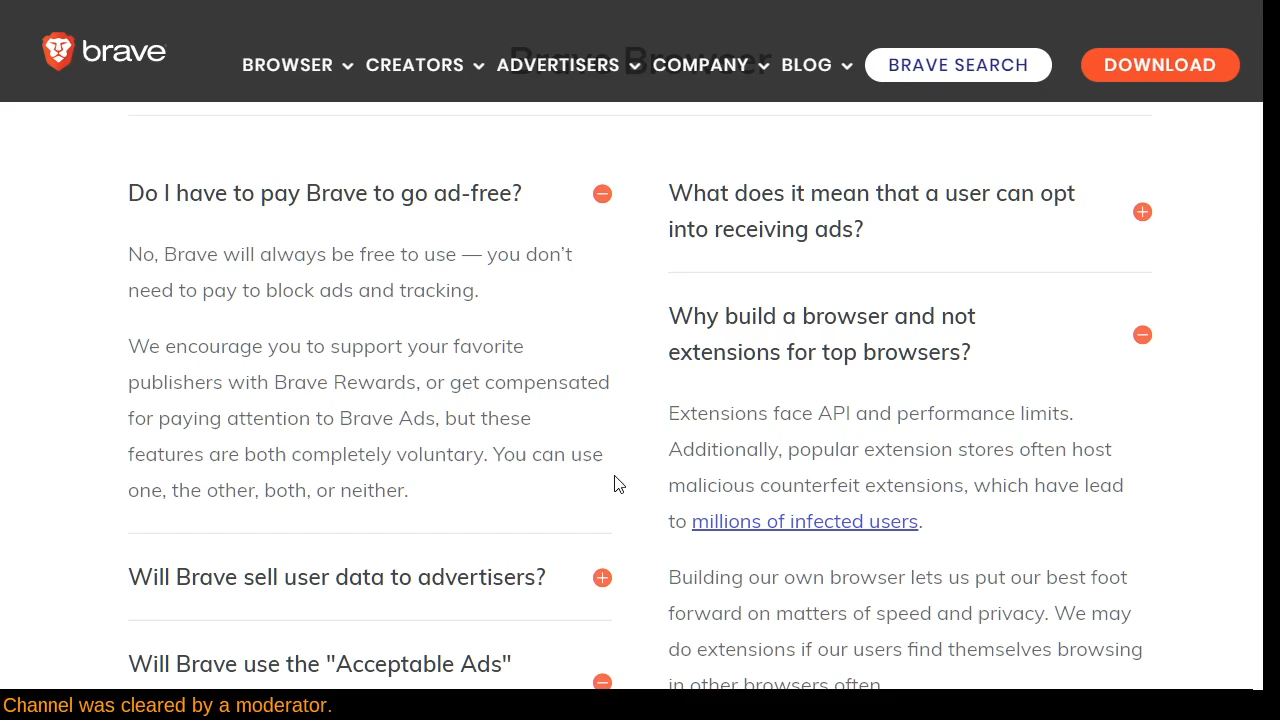 brave
Brave Browser
BROWSER CREATORS ADVERTISERS COMPANY BLOG BRAVE SEARCH DOWNLOAD
Do I have to pay Brave to go ad-free?
No, Brave will always be free to use — you don’t
need to pay to block ads and tracking.
We encourage you to support your favorite
publishers with Brave Rewards, or get compensated
for paying attention to Brave Ads, but these
features are both completely voluntary. You can use
one, the other, both, or neither.
Will Brave sell user data to advertisers?
Will Brave use the "Acceptable Ads"
What does it mean that a user can opt
into receiving ads?
Why build a browser and not
extensions for top browsers?
Extensions face API and performance limits.
Additionally, popular extension stores often host
malicious counterfeit extensions, which have lead
to millions of infected users.
Building our own browser lets us put our best foot
forward on matters of speed and privacy. We may
do extensions if our users find themselves browsing
in other browsers often.
Channel was cleared by a moderator.